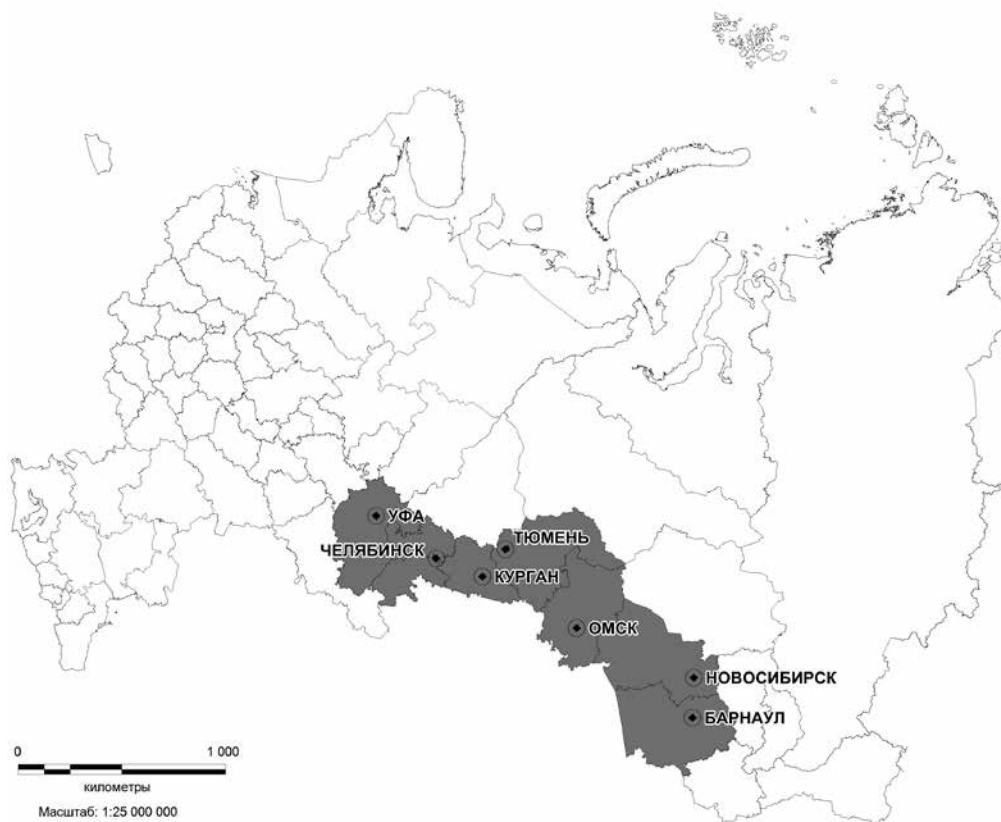 УФА
ТЮМЕНЬ
ЧЕЛЯБИНСК
КУРГАН
ОМСК
НОВОСИБИРСК
БАРНАУЛ
0 1 000
километры
Масштаб: 1:25 000 000